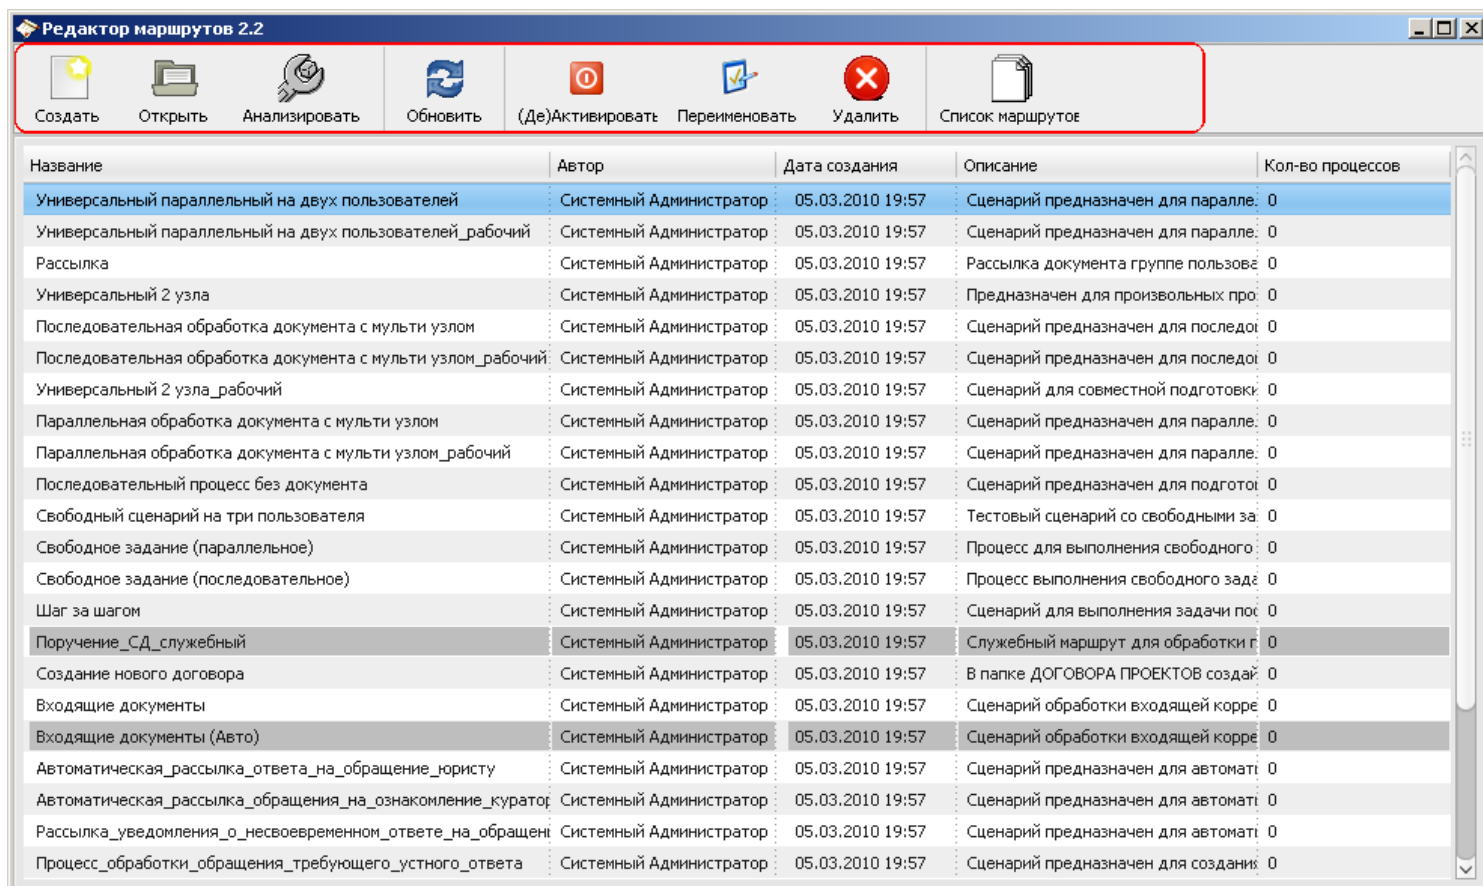 Редактор маршрутов 2.2
Создать Открыть Анализировать Обновить (Де)Активировать Переименовать Удалить Список маршрутов
Название Автор Дата создания Описание Кол-во процессов
Универсальный параллельный на двух пользователей Системный Администратор 05.03.2010 19:57 Сценарий предназначен для паралле 0
Универсальный параллельный на двух пользователей_рабочий Системный Администратор 05.03.2010 19:57 Сценарий предназначен для паралле 0
Рассылка Системный Администратор 05.03.2010 19:57 Рассылка документа группе пользова 0
Универсальный 2 узла Системный Администратор 05.03.2010 19:57 Предназначен для произвольных про 0
Последовательная обработка документа с мульти узлом Системный Администратор 05.03.2010 19:57 Сценарий предназначен для последо 0
Последовательная обработка документа с мульти узлом_рабочий Системный Администратор 05.03.2010 19:57 Сценарий предназначен для последо 0
Универсальный 2 узла_рабочий Системный Администратор 05.03.2010 19:57 Сценарий для совместной подготовки 0
Параллельная обработка документа с мульти узлом Системный Администратор 05.03.2010 19:57 Сценарий предназначен для паралле 0
Параллельная обработка документа с мульти узлом_рабочий Системный Администратор 05.03.2010 19:57 Сценарий предназначен для паралле 0
Последовательный процесс без документа Системный Администратор 05.03.2010 19:57 Сценарий предназначен для подгото 0
Свободный сценарий на три пользователя Системный Администратор 05.03.2010 19:57 Тестовый сценарий со свободными за 0
Свободное задание (параллельное) Системный Администратор 05.03.2010 19:57 Процесс для выполнения свободного 0
Свободное задание (последовательное) Системный Администратор 05.03.2010 19:57 Процесс выполнения свободного зада 0
Шаг за шагом Системный Администратор 05.03.2010 19:57 Сценарий для выполнения задачи по 0
Поручение_СД_служебный Системный Администратор 05.03.2010 19:57 Служебный маршрут для обработки п 0
Создание нового договора Системный Администратор 05.03.2010 19:57 В папке ДОГОВОРА ПРОЕКТОВ создай 0
Входящие документы Системный Администратор 05.03.2010 19:57 Сценарий обработки входящей корре 0
Входящие документы (Авто) Системный Администратор 05.03.2010 19:57 Сценарий обработки входящей корре 0
Автоматическая_рассылка_ответа_на_обращение_юристу Системный Администратор 05.03.2010 19:57 Сценарий предназначен для автомат 0
Автоматическая_рассылка_обращения_на_ознакомление_куратор Системный Администратор 05.03.2010 19:57 Сценарий предназначен для автомат 0
Рассылка_уведомления_о_несвоевременном_ответе_на_обращен Системный Администратор 05.03.2010 19:57 Сценарий предназначен для автомат 0
Процесс_обработки_обращения_требующего_устного_ответа Системный Администратор 05.03.2010 19:57 Сценарий предназначен для создания 0